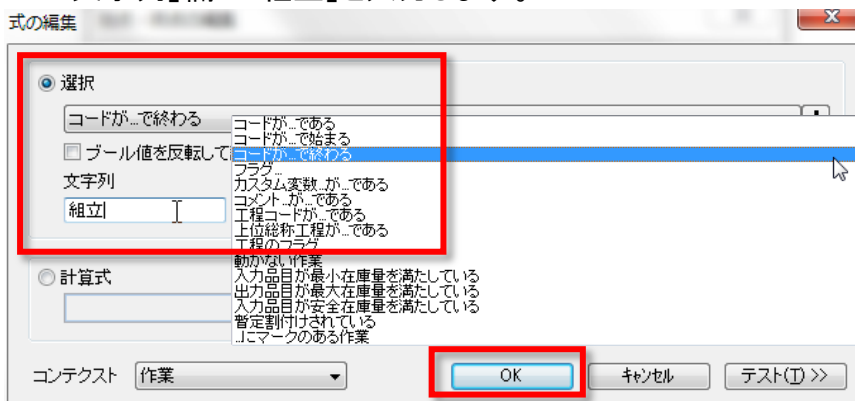 式の編集
選択
コードが...で終わる
ブール値を反転して
文字列
組立
コードが...である
コードが...で始まる
コードが...で終わる
フラグ...
カスタム変数...が...である
コメント...が...である
工程コードが...である
上位総称工程が...である
工程のフラグ...
動かない作業
入力品目が最小在庫量を満たしている
出力品目が最大在庫量を満たしている
入力品目が安全在庫量を満たしている
暫定割付けされている
...にマークのある作業
計算式
コンテクスト 作業
OK キャンセル テスト(T) >>